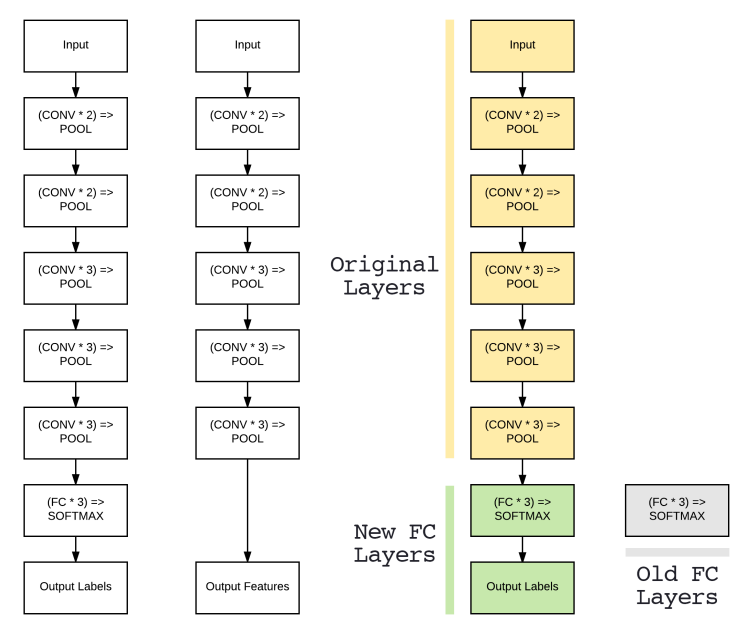 Input
(CONV * 2) =>
POOL
(CONV * 2) =>
POOL
(CONV * 3) =>
POOL
(CONV * 3) =>
POOL
(CONV * 3) =>
POOL
(FC * 3) =>
SOFTMAX
Output Labels
Input
(CONV * 2) =>
POOL
(CONV * 2) =>
POOL
(CONV * 3) =>
POOL
(CONV * 3) =>
POOL
(CONV * 3) =>
POOL
Output Features
Original
Layers
New FC
Layers
Input
(CONV * 2) =>
POOL
(CONV * 2) =>
POOL
(CONV * 3) =>
POOL
(CONV * 3) =>
POOL
(CONV * 3) =>
POOL
(FC * 3) =>
SOFTMAX
Output Labels
(FC * 3) =>
SOFTMAX
Old FC
Layers